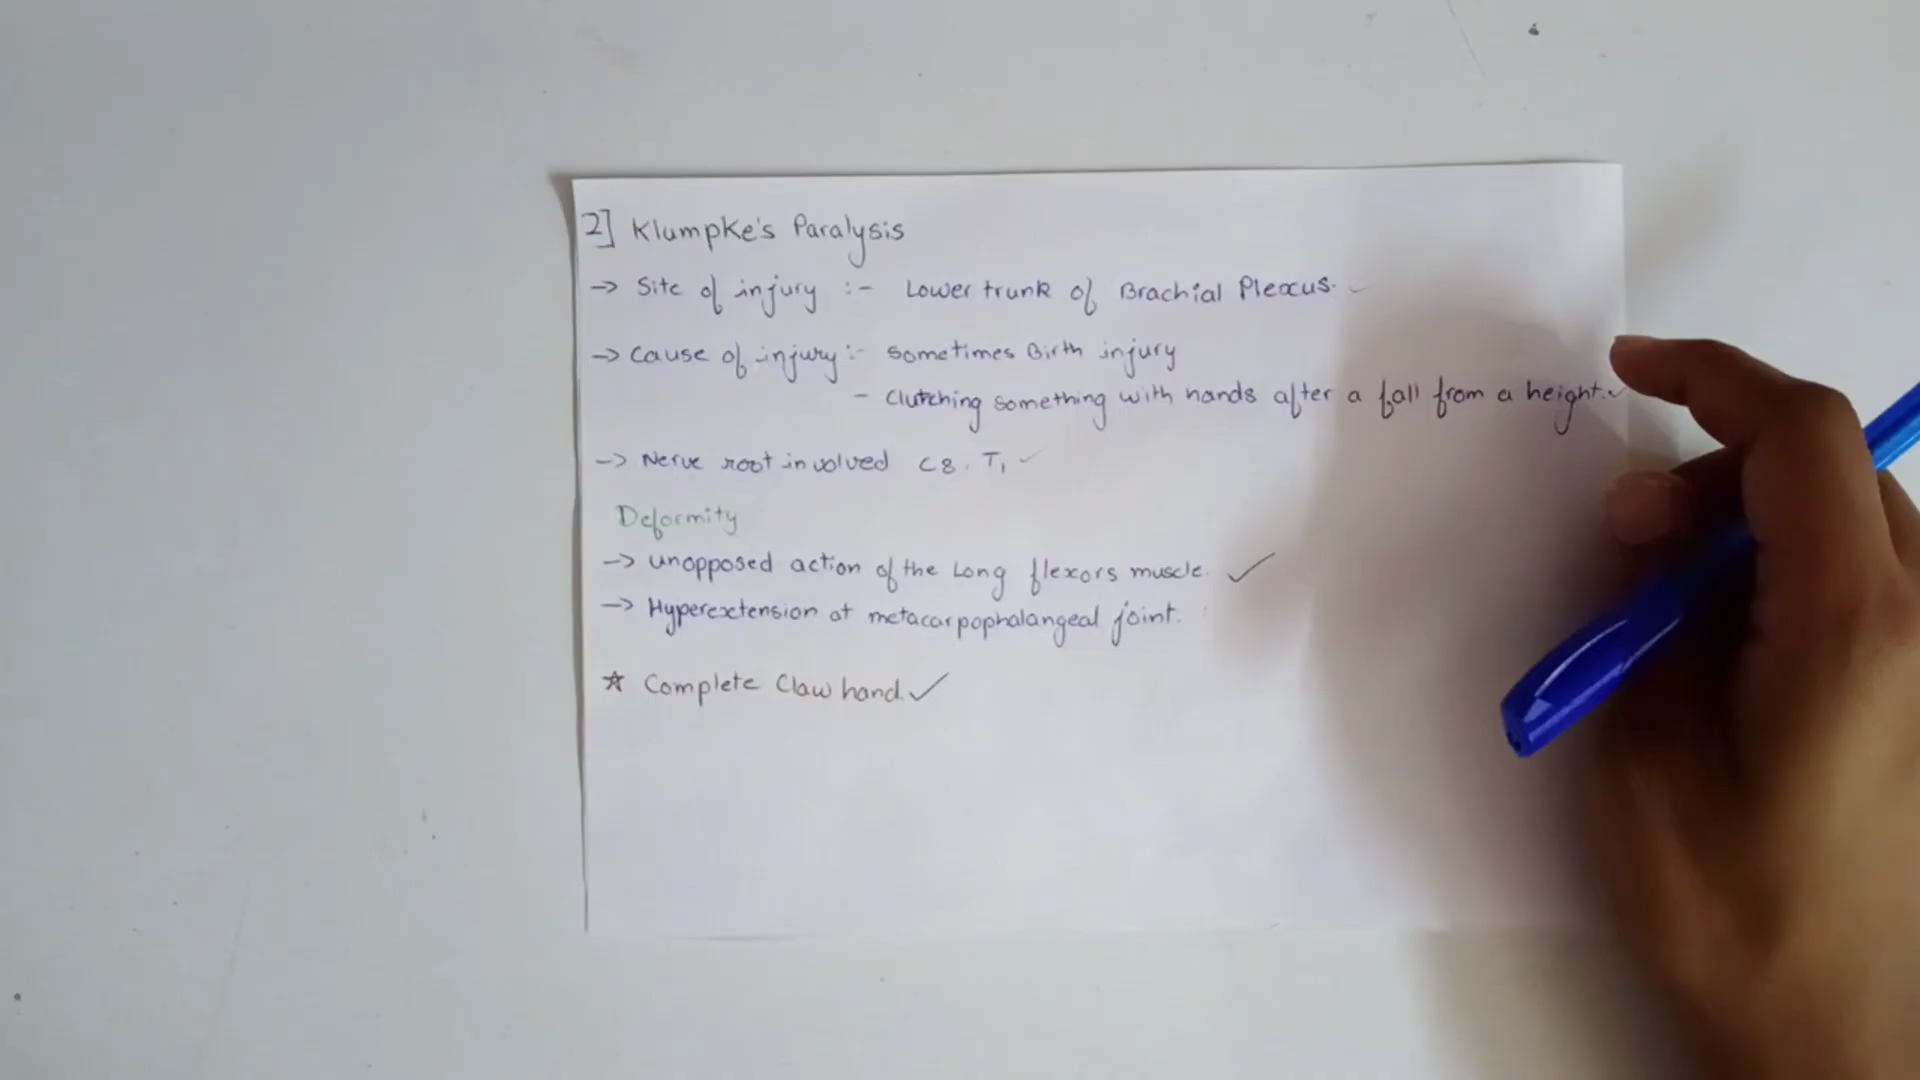 2] Klumpke's Paralysis
-> Site of injury :- Lower trunk of Brachial Plexus.
-> Cause of injury :- Sometimes Birth injury
- Clutching something with hands after a fall from a height.
-> Nerve root involved C8, T1
Deformity
-> unopposed action of the Long flexors muscle.
-> Hyperextension at metacarpophalangeal joint.
☆ Complete Claw hand.